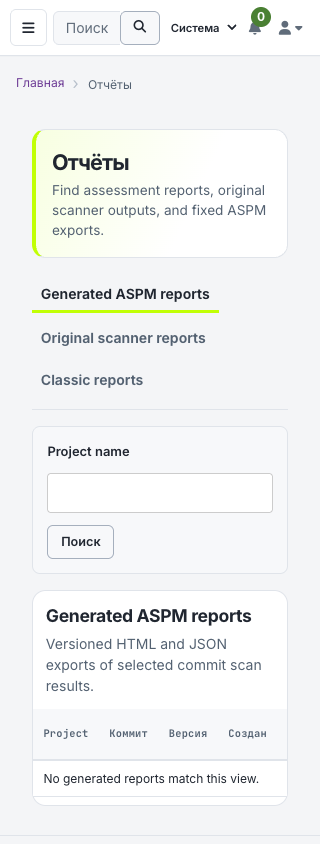 Поиск
Система
0
Главная
Отчёты
Отчёты
Find assessment reports, original
scanner outputs, and fixed ASPM
exports.
Generated ASPM reports
Original scanner reports
Classic reports
Project name
Поиск
Generated ASPM reports
Versioned HTML and JSON
exports of selected commit scan
results.
Project Коммит Версия Создан
No generated reports match this view.